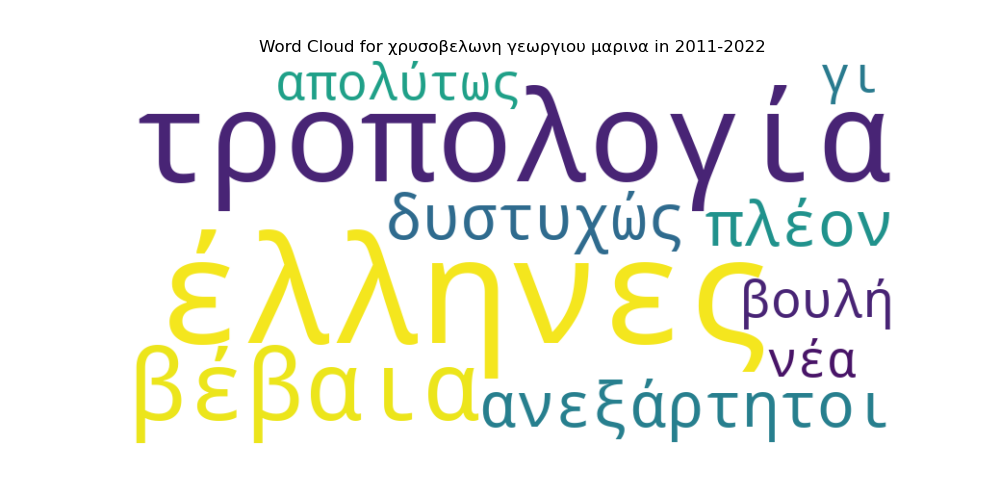 Word Cloud for χρυσοβελωνη γεωργιου μαρινα in 2011-2022
απολύτως γι
τροπολογία
δυστυχώς πλέον
έλληνες βουλή
νέα
βέβαια ανεξάρτητοι